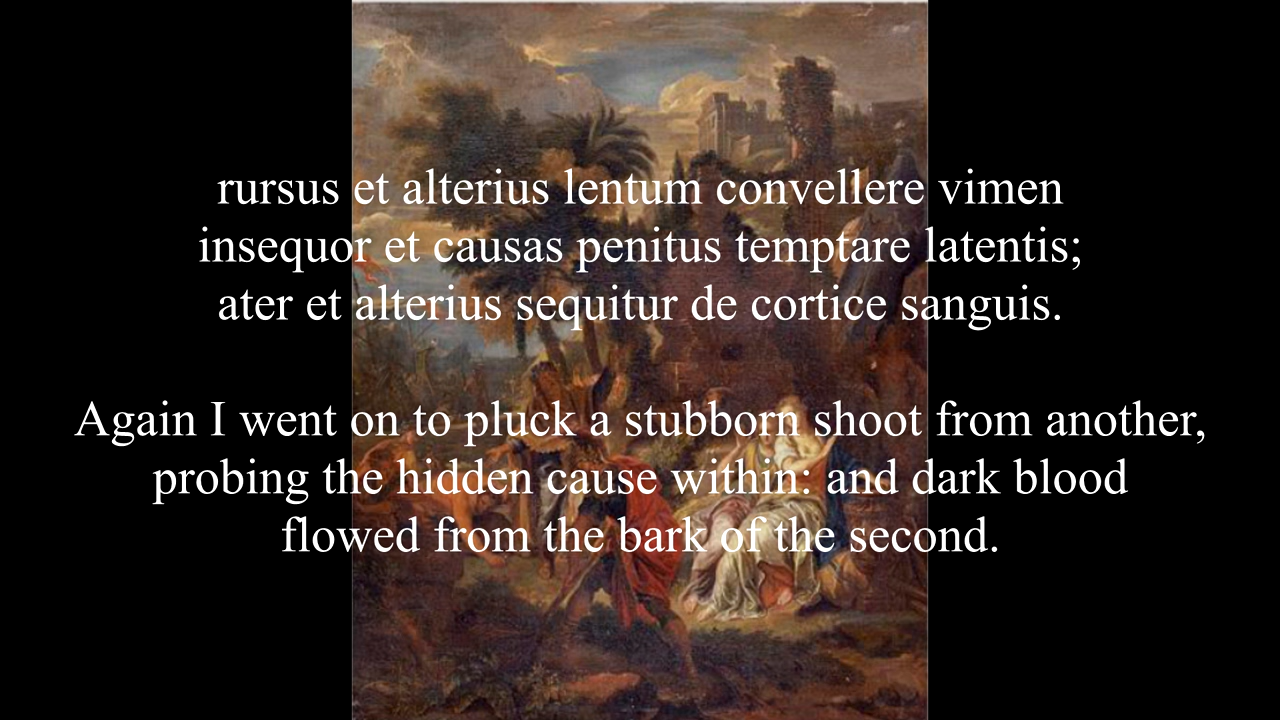 rursus et alterius lentum convellere vimen
insequor et causas penitus temptare latentis;
ater et alterius sequitur de cortice sanguis.
Again I went on to pluck a stubborn shoot from another,
probing the hidden cause within: and dark blood
flowed from the bark of the second.